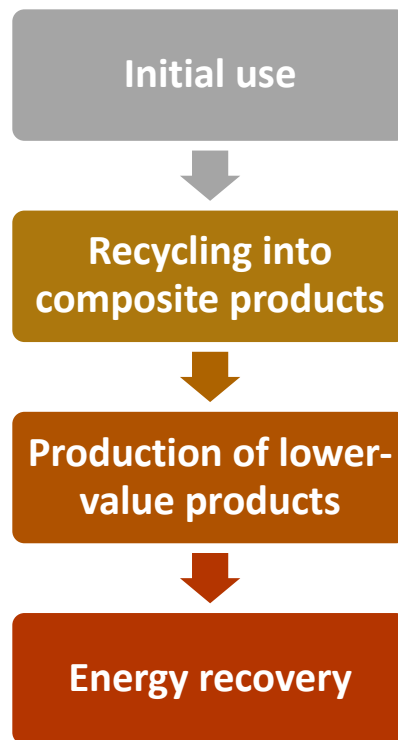 Initial use
Recycling into
composite products
Production of lower-
value products
Energy recovery